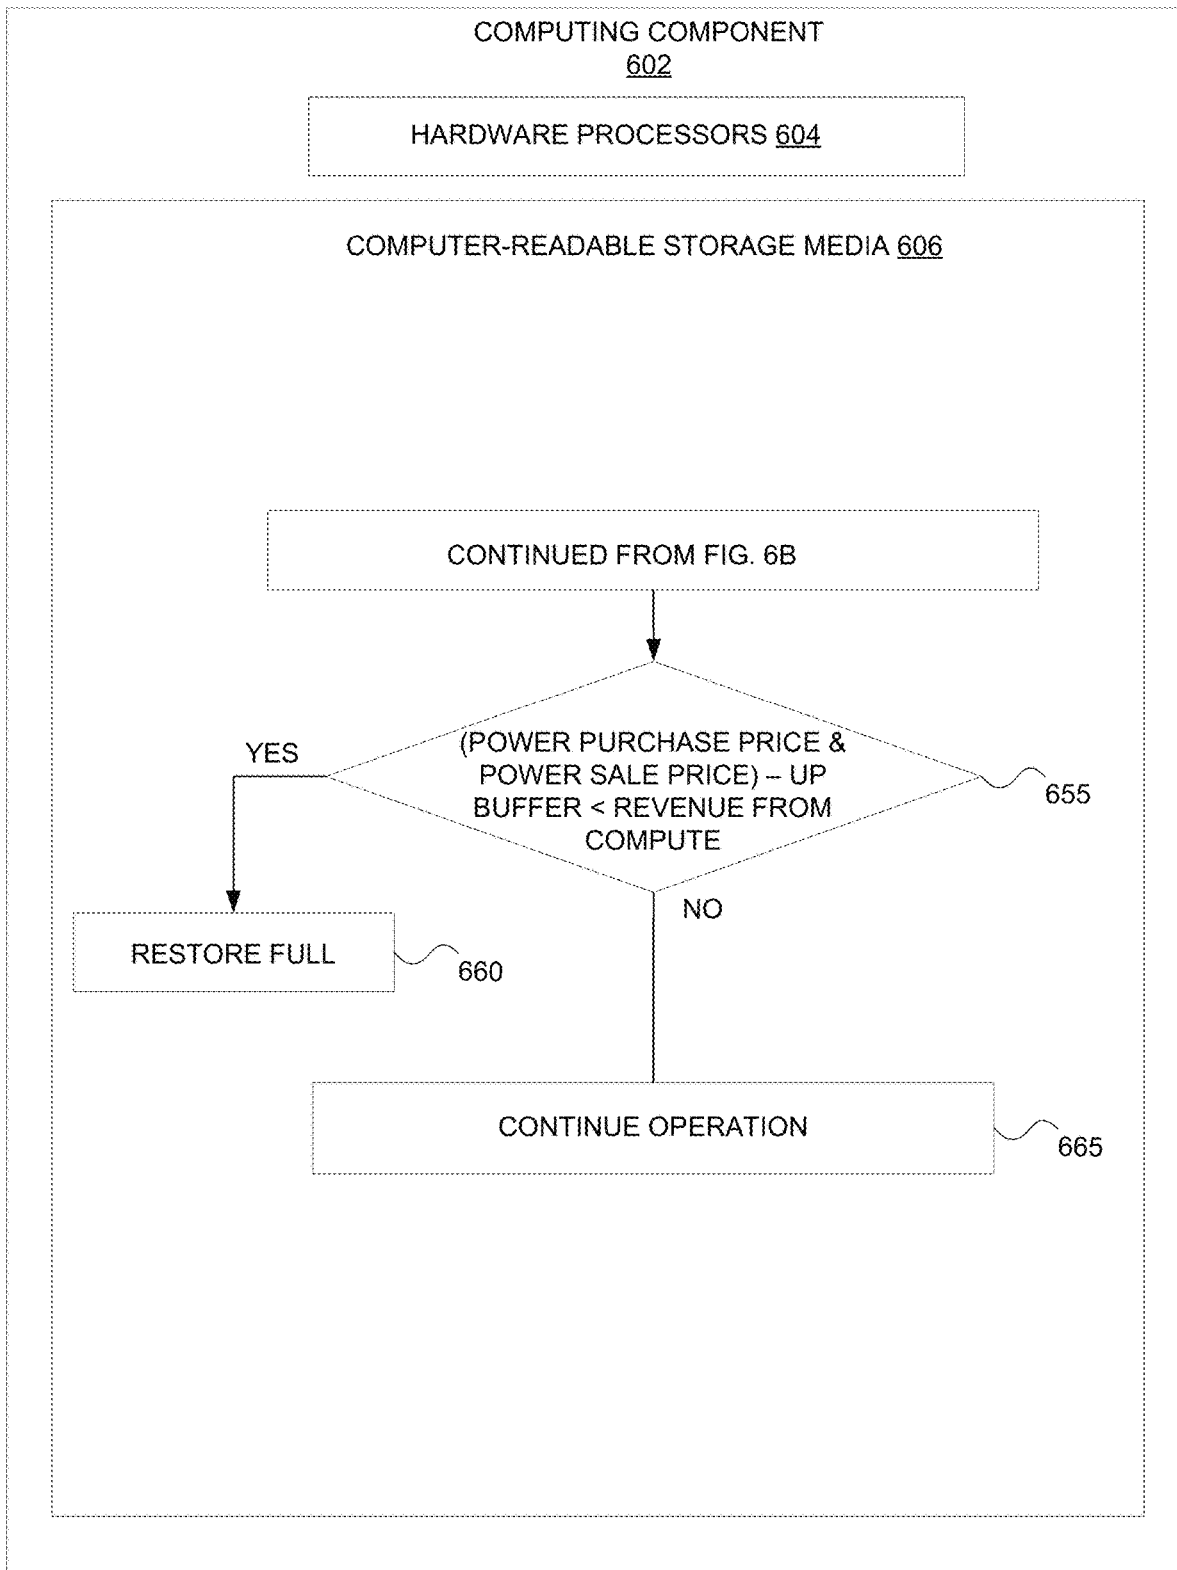 COMPUTING COMPONENT
602
HARDWARE PROCESSORS 604
COMPUTER-READABLE STORAGE MEDIA 606
CONTINUED FROM FIG. 6B
(POWER PURCHASE PRICE &
POWER SALE PRICE) – UP
BUFFER < REVENUE FROM
COMPUTE
655
YES
NO
RESTORE FULL
660
CONTINUE OPERATION
665